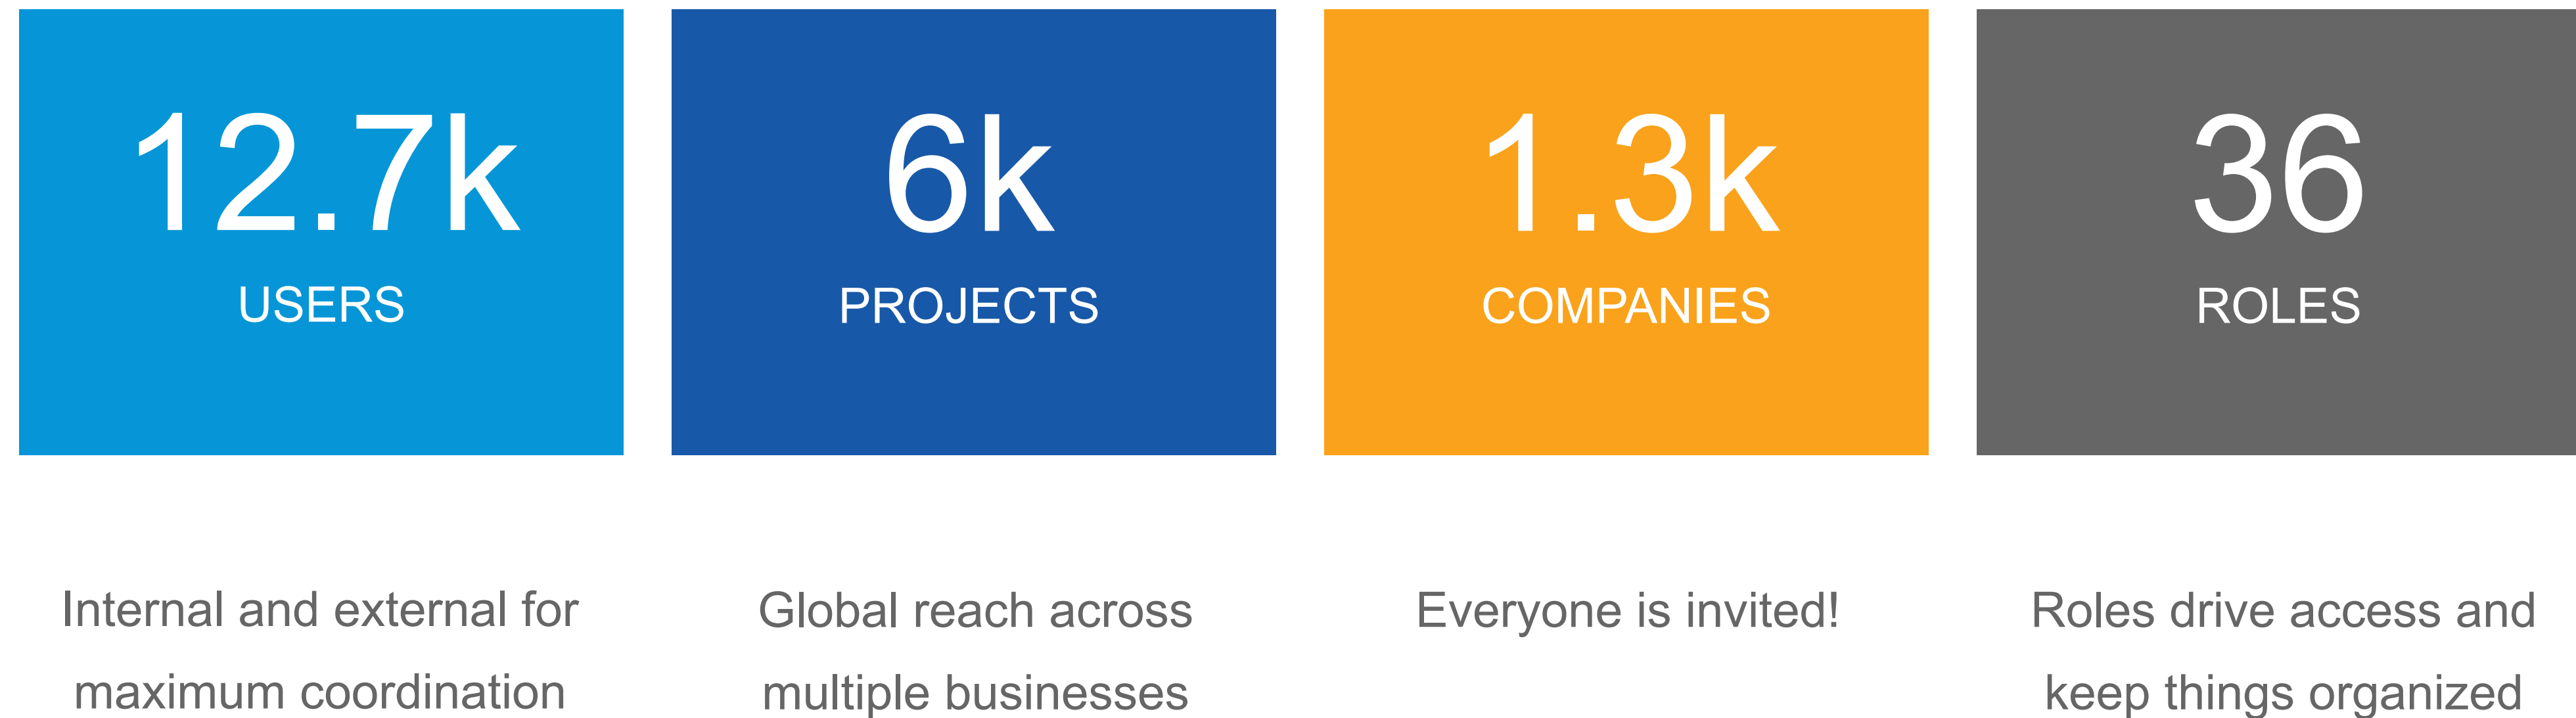 12.7k
USERS
6k
PROJECTS
1.3k
COMPANIES
36
ROLES
Internal and external for
maximum coordination
Global reach across
multiple businesses
Everyone is invited!
Roles drive access and
keep things organized